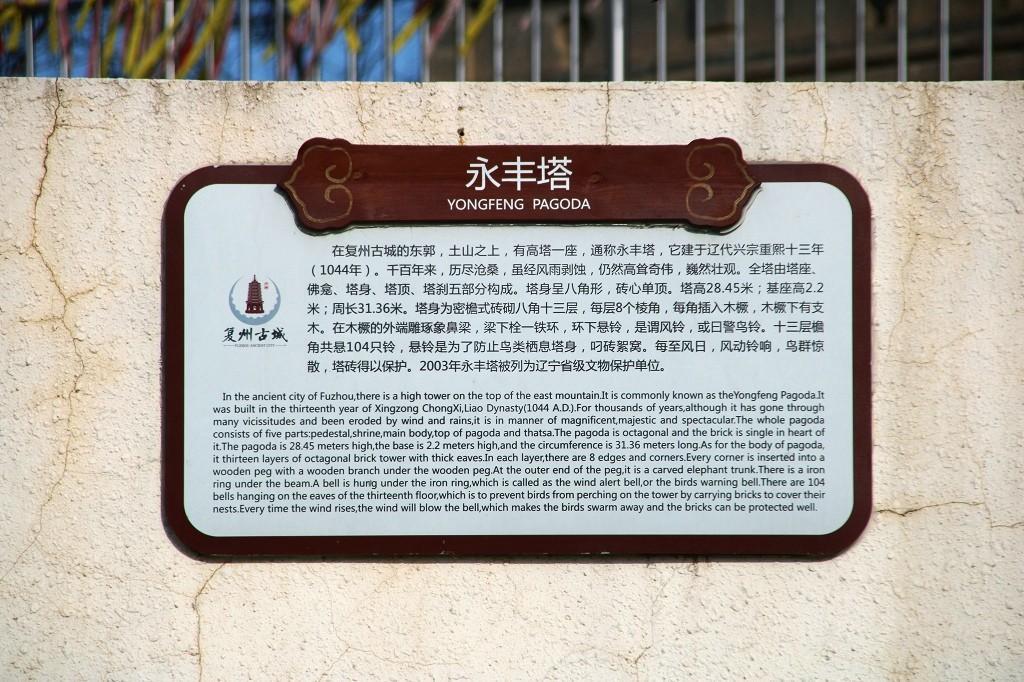 永丰塔
YONGFENG PAGODA
在复州古城的东郭，土山之上，有高塔一座，通称永丰塔，它建于辽代兴宗重熙十三年
（1044年）。千百年来，历尽沧桑，虽经风雨剥蚀，仍然高耸奇伟，巍然壮观。全塔由塔座、
佛龛、塔身、塔顶、塔刹五部分构成。塔身呈八角形，砖心单顶。塔高28.45米；基座高2.2
米；周长31.36米。塔身为密檐式砖砌八角十三层，每层8个棱角，每角插入木橛，木橛下有支
木。在木橛的外端雕琢象鼻梁，梁下栓一铁环，环下悬铃，是谓风铃，或曰警鸟铃。十三层檐
角共悬104只铃，悬铃是为了防止鸟类栖息塔身，叼砖絮窝。每至风日，风动铃响，鸟群惊
散，塔砖得以保护。2003年永丰塔被列为辽宁省级文物保护单位。
复州古城
FUZHOU ANCIENT CITY
In the ancient city of Fuzhou,there is a high tower on the top of the east mountain.It is commonly known as theYongfeng Pagoda.It
was built in the thirteenth year of Xingzong ChongXi,Liao Dynasty(1044 A.D.).For thousands of years,although it has gone through
many vicissitudes and been eroded by wind and rains,it is in manner of magnificent,majestic and spectacular.The whole pagoda
consists of five parts:pedestal,shrine,main body,top of pagoda and thatsa.The pagoda is octagonal and the brick is single in heart of
it.The pagoda is 28.45 meters high,the base is 2.2 meters high,and the circumference is 31.36 meters long.As for the body of pagoda,
it thirteen layers of octagonal brick tower with thick eaves.In each layer,there are 8 edges and corners.Every corner is inserted into a
wooden peg with a wooden branch under the wooden peg.At the outer end of the peg,it is a carved elephant trunk.There is a iron
ring under the beam.A bell is hung under the iron ring,which is called as the wind alert bell,or the birds warning bell.There are 104
bells hanging on the eaves of the thirteenth floor,which is to prevent birds from perching on the tower by carrying bricks to cover their
nests.Every time the wind rises,the wind will blow the bell,which makes the birds swarm away and the bricks can be protected well.